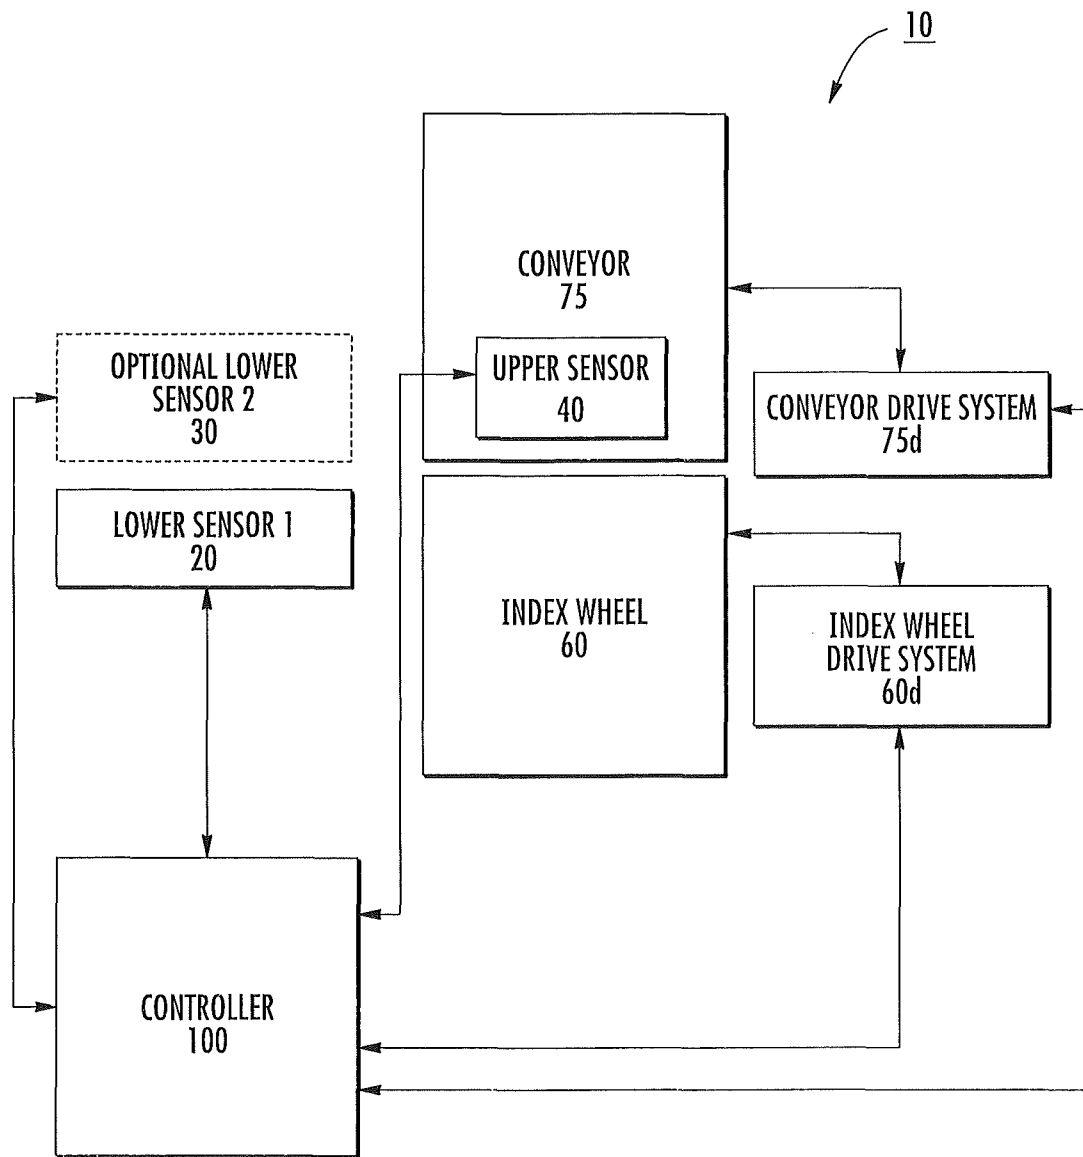 10
CONVEYOR
75
UPPER SENSOR
40
OPTIONAL LOWER
SENSOR 2
30
CONVEYOR DRIVE SYSTEM
75d
LOWER SENSOR 1
20
INDEX WHEEL
60
INDEX WHEEL
DRIVE SYSTEM
60d
CONTROLLER
100